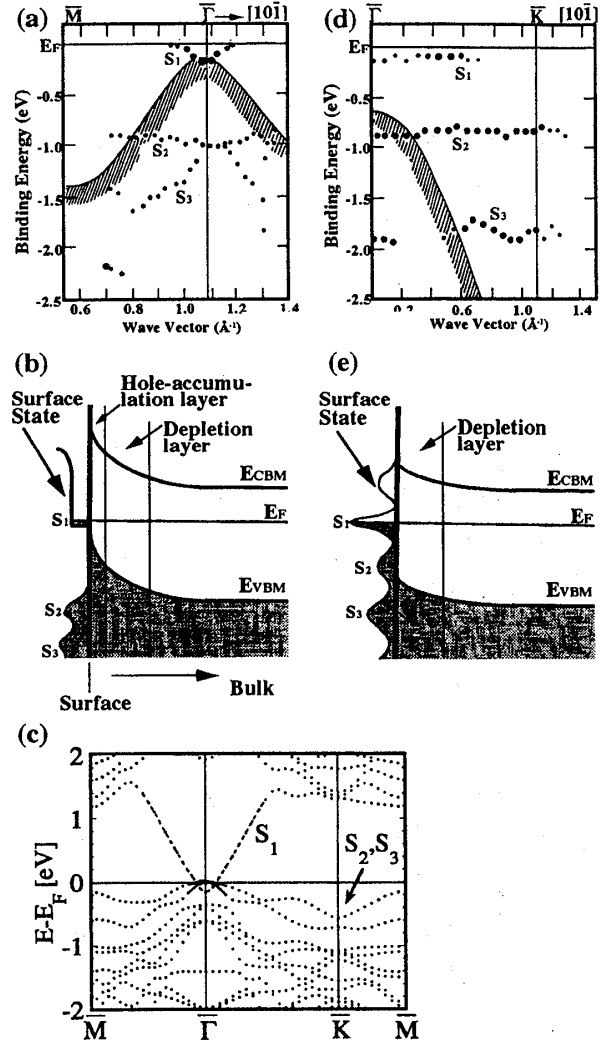 (a)
M̅ Γ̅ → [101̅]
E_F
-0.5
-1.0
-1.5
-2.0
-2.5
Binding Energy (eV)
S₁
S₂
S₃
0.6 0.8 1.0 1.2 1.4
Wave Vector (Å⁻¹)
(d)
Γ̅ K̅ [101̅]
E_F
-0.5
-1.0
-1.5
-2.0
-2.5
Binding Energy (eV)
S₁
S₂
S₃
0.6 0.8 1.0 1.2 1.4
Wave Vector (Å⁻¹)
(b)
Surface
State
Hole-accumu-
lation layer
Depletion
layer
E_CBM
S₁
E_F
E_VBM
S₂
S₃
Surface
Bulk
(e)
Surface
State
Depletion
layer
E_CBM
S₁
E_F
S₂
E_VBM
S₃
(c)
2
1
0
-1
-2
E-E_F [eV]
S₁
S₂,S₃
M̅ Γ̅ K̅ M̅